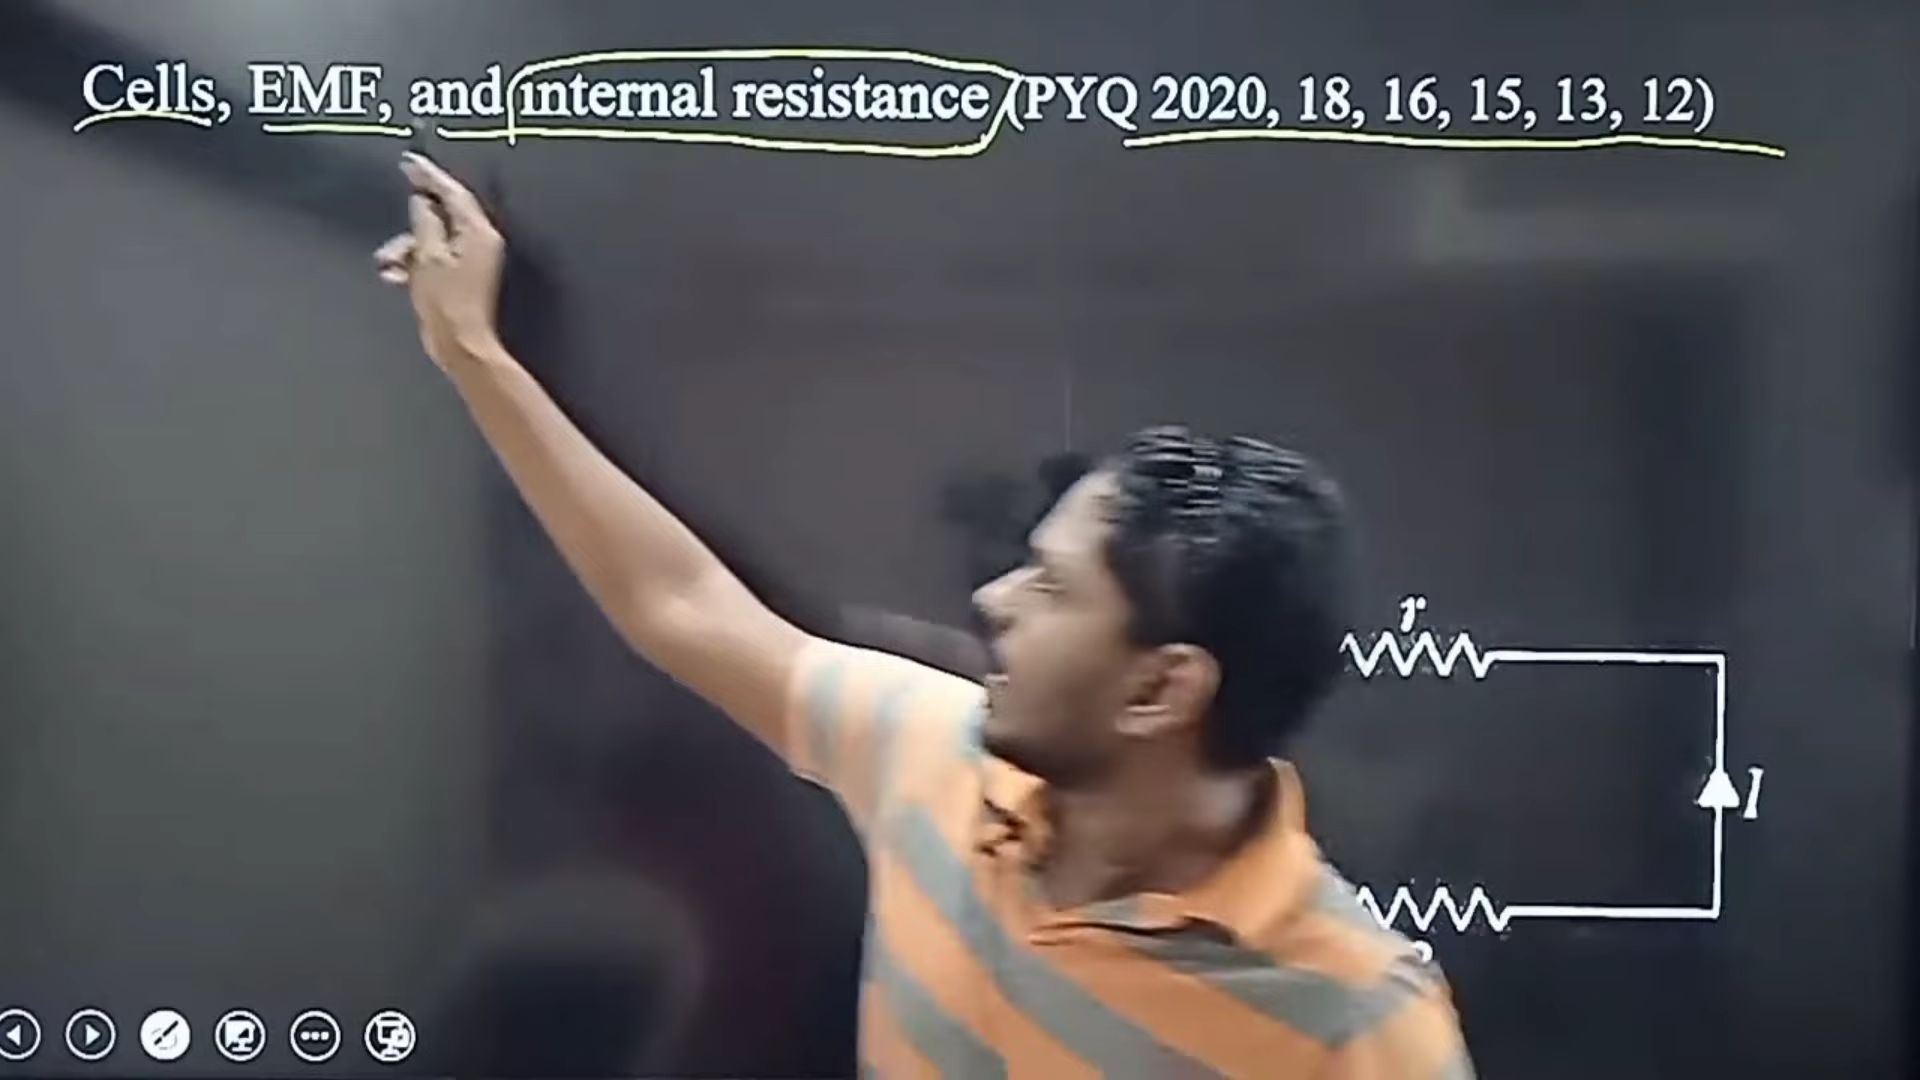 Cells, EMF, and internal resistance (PYQ 2020, 18, 16, 15, 13, 12)
r
I